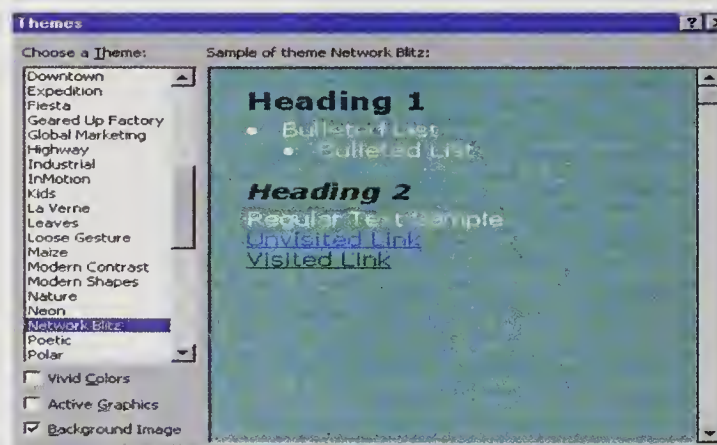 Themes
Choose a Theme:
Sample of theme Network Blitz:
Downtown
Expedition
Fiesta
Geared Up Factory
Global Marketing
Highway
Industrial
InMotion
Kids
La Verne
Leaves
Loose Gesture
Maize
Modern Contrast
Modern Shapes
Nature
Neon
Network Blitz
Poetic
Polar
Vivid Colors
Active Graphics
Background Image
Heading 1
• Bulleted List
• Bulleted List
Heading 2
Regular Text Sample
Unvisited Link
Visited Link